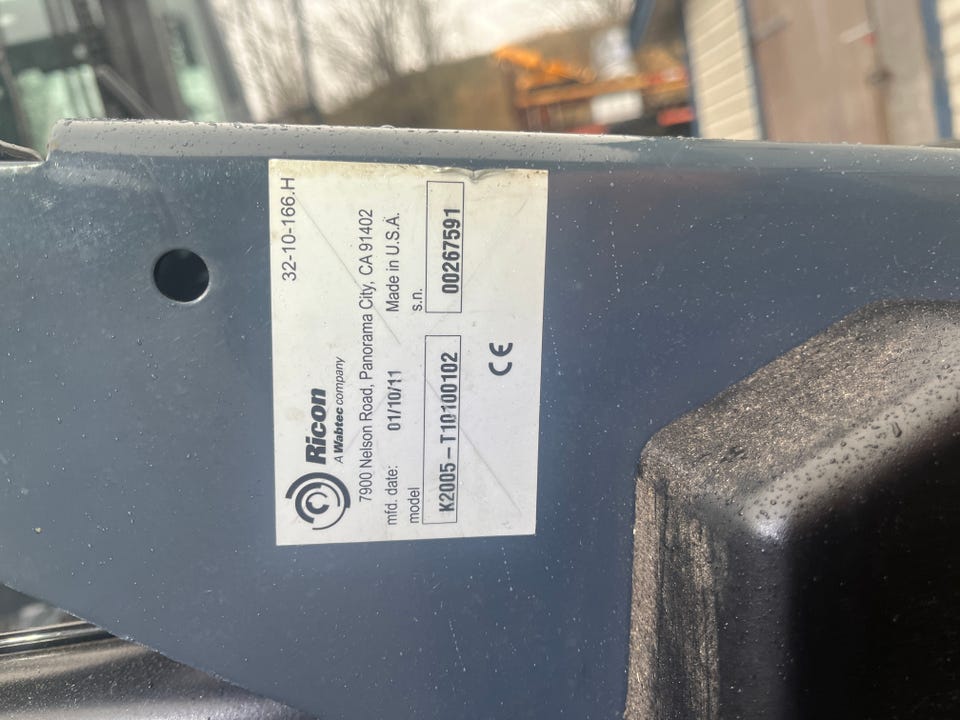 32-10-166.H
Ricon
A Wabtec company
7900 Nelson Road, Panorama City, CA 91402
mfd. date: 01/10/11 Made in U.S.A.
model s.n.
K2005 – T10100102 00267591
CE